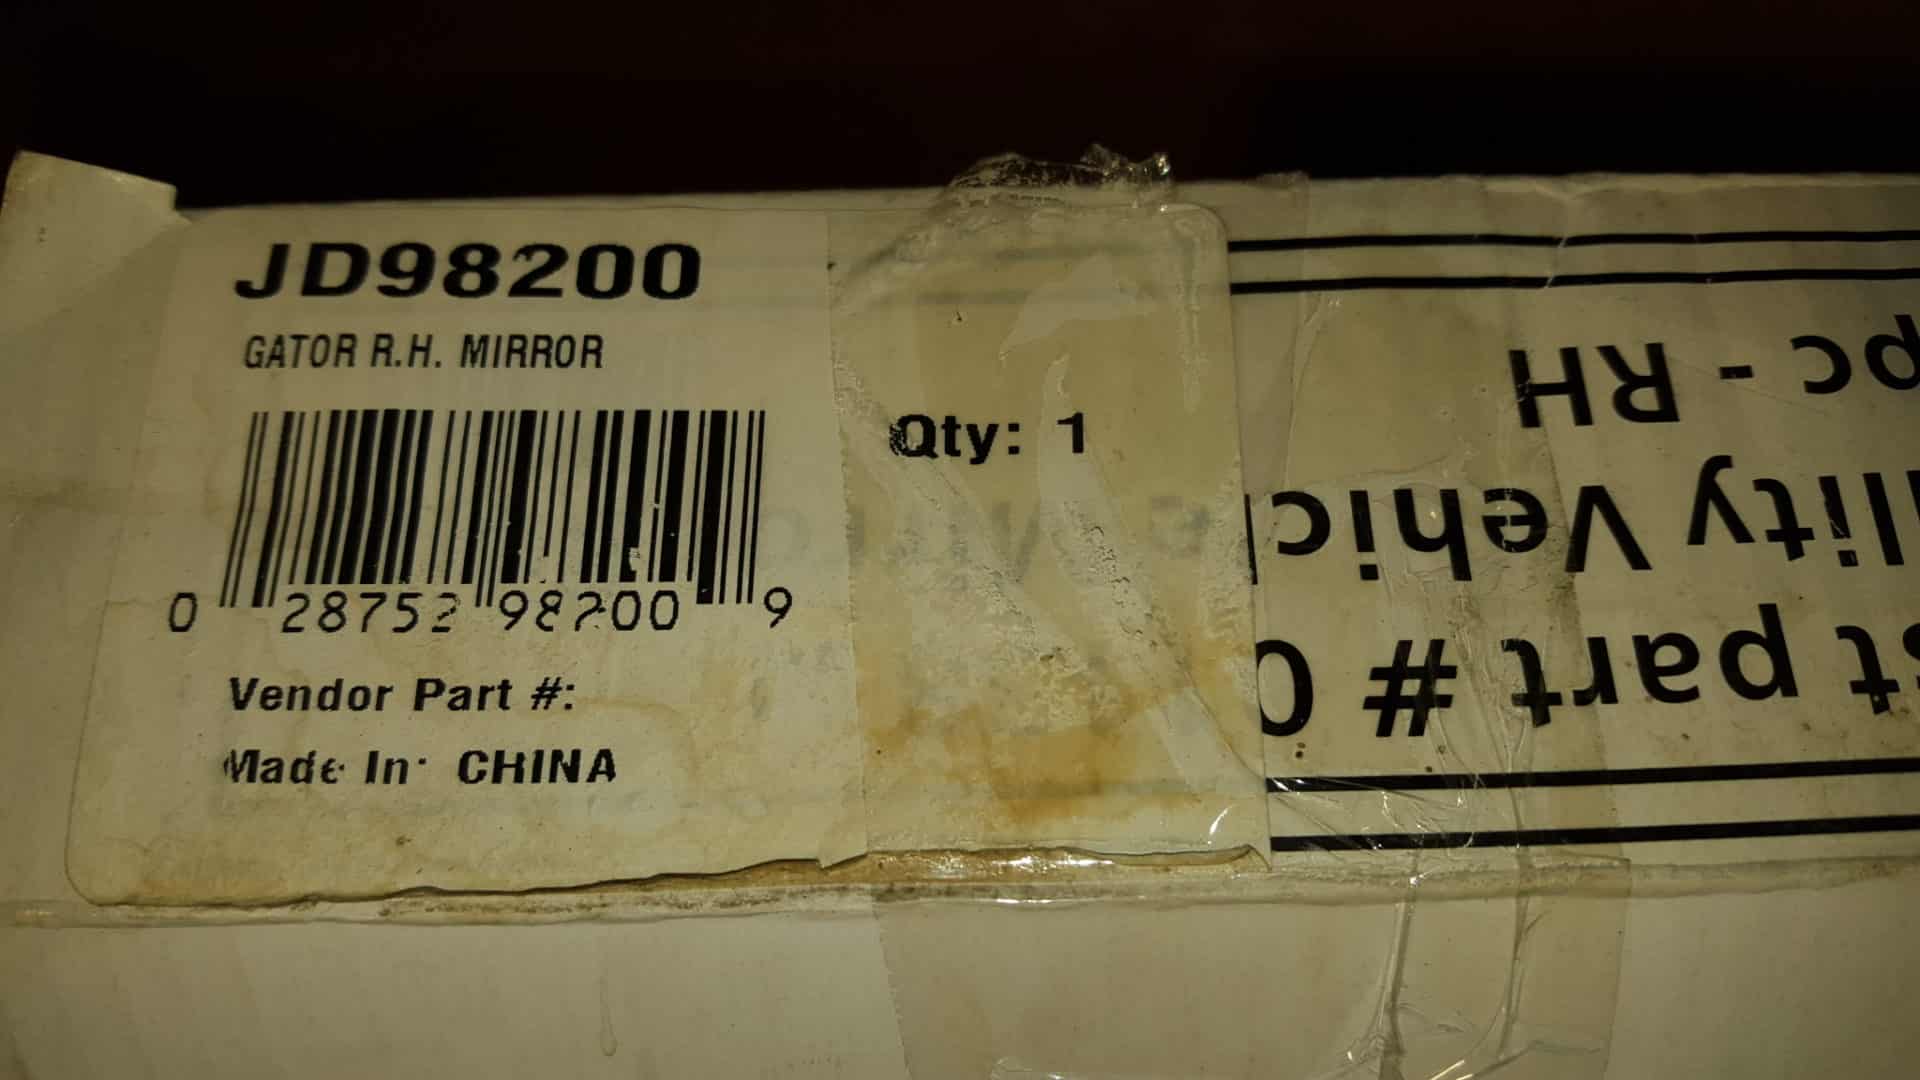 JD98200
GATOR R.H. MIRROR
Qty: 1
0 28752 98200 9
Vendor Part #:
Made In: CHINA
part # 0
Vehic
pc - RH